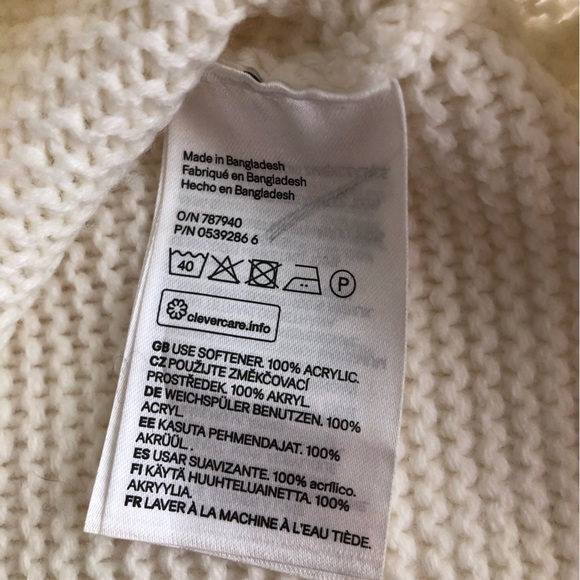 Made in Bangladesh
Fabriqué en Bangladesh
Hecho en Bangladesh
O/N 787940
P/N 0539286 6
40 P
clevercare.info
GB USE SOFTENER. 100% ACRYLIC.
CZ POUŽIJTE ZMĚKČOVACÍ
PROSTŘEDEK. 100% AKRYL.
DE WEICHSPÜLER BENUTZEN. 100%
ACRYL
EE KASUTA PEHMENDAJAT. 100%
AKRÜÜL .
ES USAR SUAVIZANTE. 100% acrílico.
FI KÄYTÄ HUUHTELUAINETTA. 100%
AKRYYLIA.
FR LAVER À LA MACHINE À L'EAU TIÈDE.